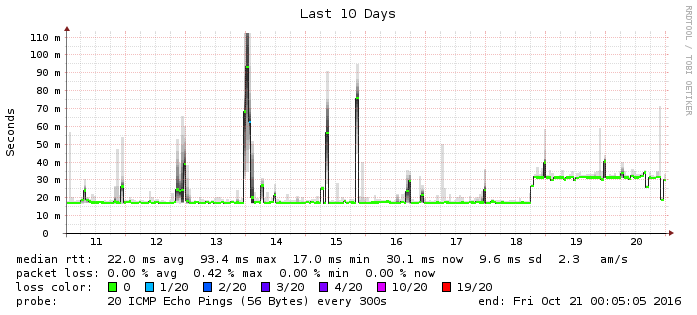 Last 10 Days
RRDTOOL / TOBI OETIKER
Seconds
110 m
100 m
90 m
80 m
70 m
60 m
50 m
40 m
30 m
20 m
10 m
0
11 12 13 14 15 16 17 18 19 20
median rtt: 22.0 ms avg 93.4 ms max 17.0 ms min 30.1 ms now 9.6 ms sd 2.3 am/s
packet loss: 0.00 % avg 0.42 % max 0.00 % min 0.00 % now
loss color: 0 1/20 2/20 3/20 4/20 10/20 19/20
probe: 20 ICMP Echo Pings (56 Bytes) every 300s end: Fri Oct 21 00:05:05 2016